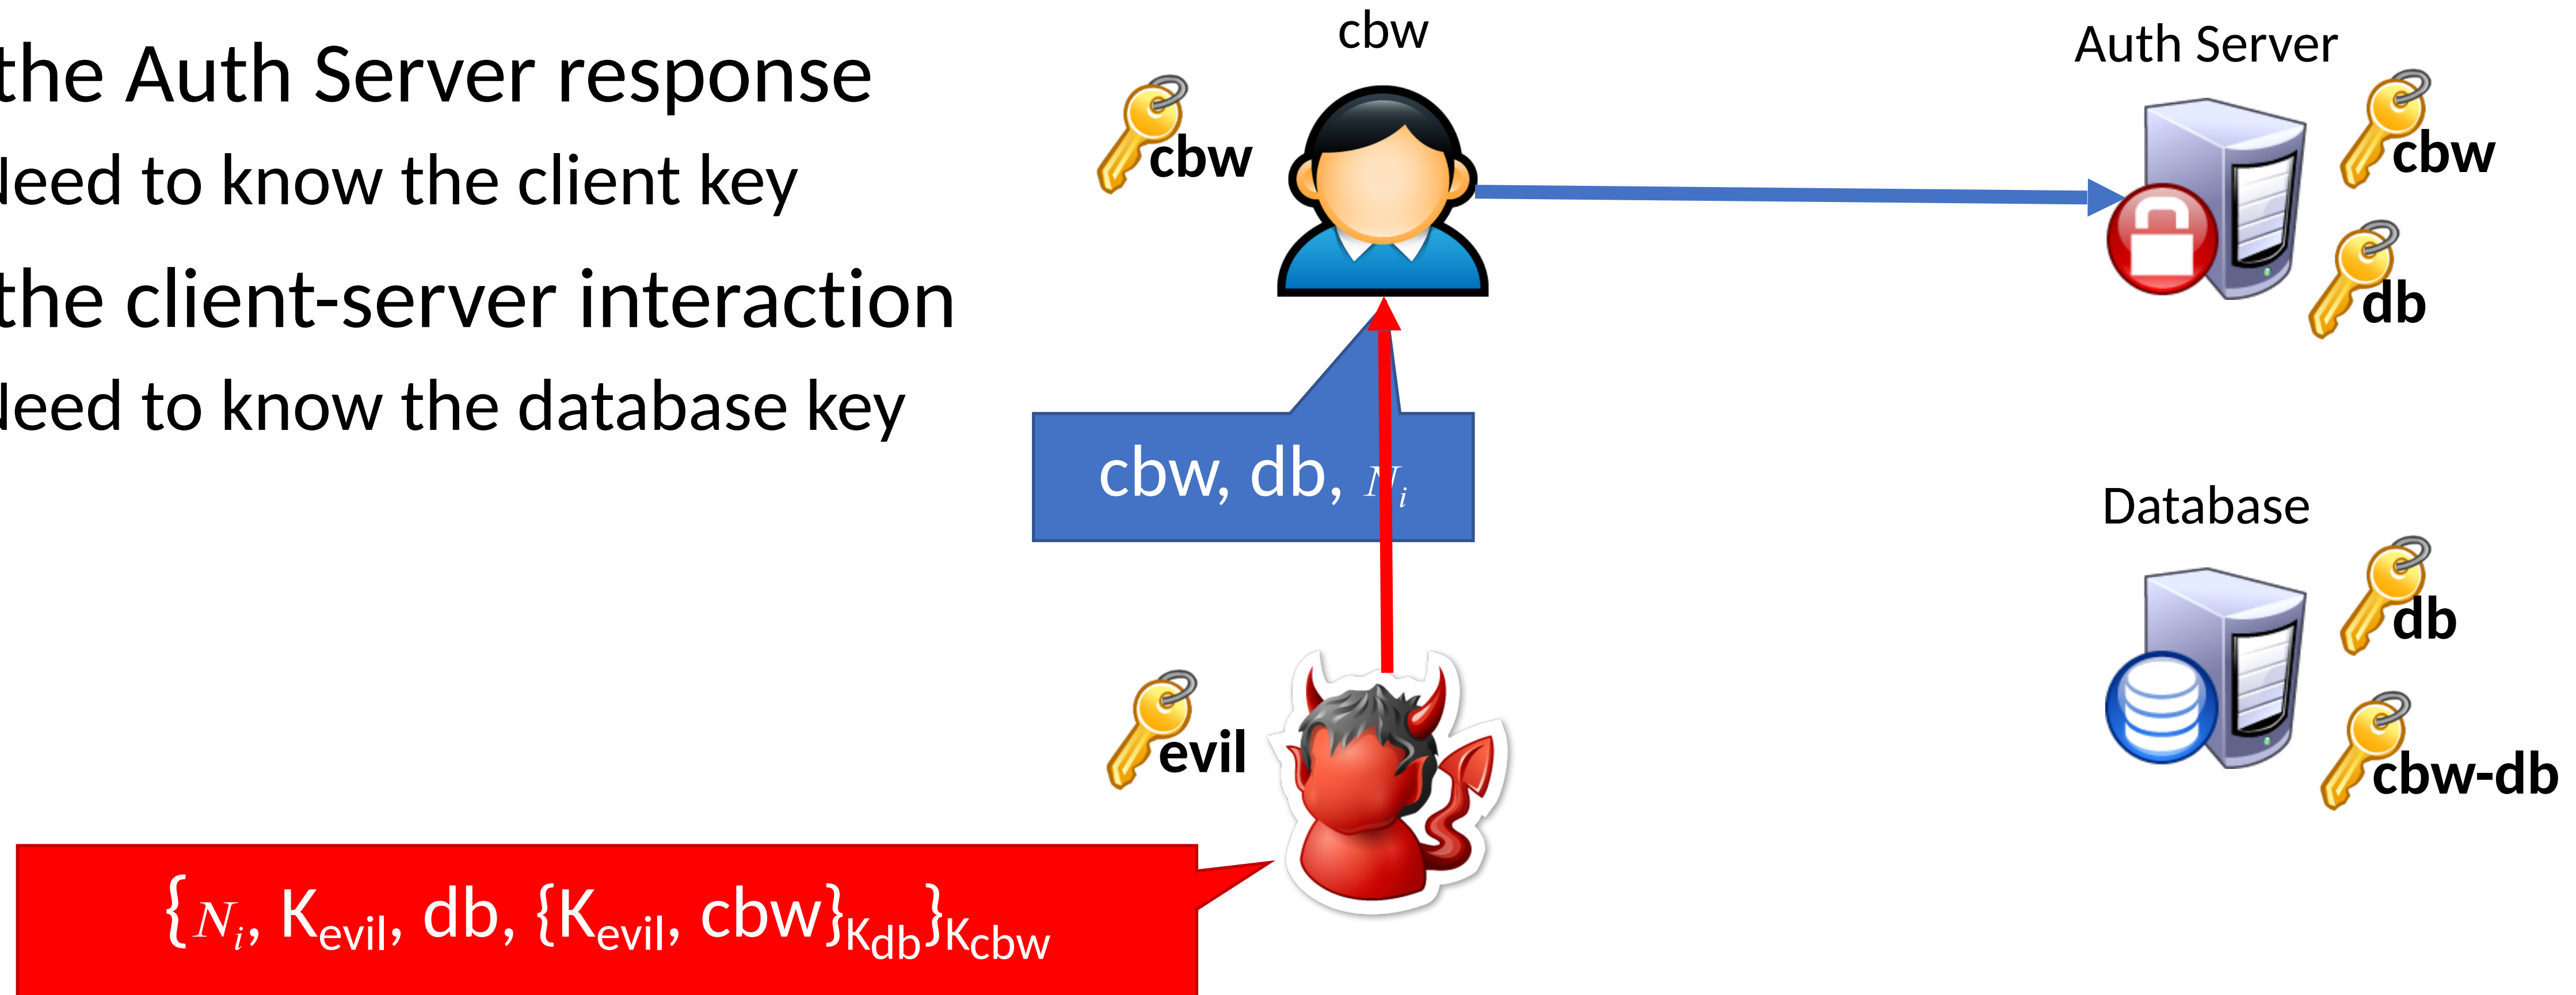 the Auth Server response
Need to know the client key
the client-server interaction
Need to know the database key
cbw
cbw
Auth Server
cbw
db
cbw, db, Nᵢ
Database
db
cbw-db
evil
{Nᵢ, Kevil, db, {Kevil, cbw}Kdb}Kcbw